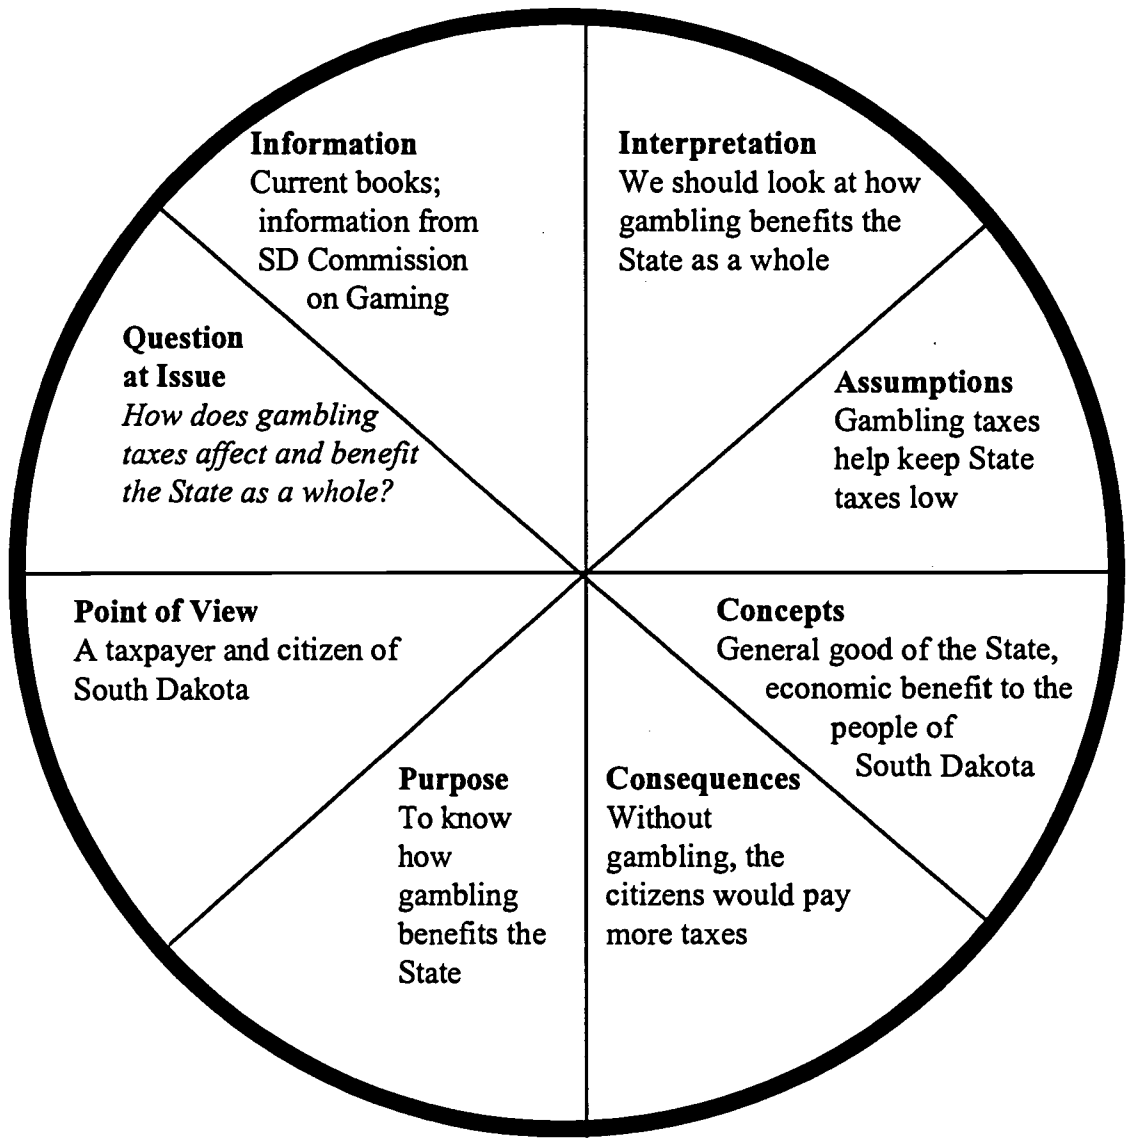 Information
Current books;
information from
SD Commission
on Gaming
Interpretation
We should look at how
gambling benefits the
State as a whole
Question
at Issue
How does gambling
taxes affect and benefit
the State as a whole?
Assumptions
Gambling taxes
help keep State
taxes low
Point of View
A taxpayer and citizen of
South Dakota
Concepts
General good of the State,
economic benefit to the
people of
South Dakota
Purpose
To know
how
gambling
benefits the
State
Consequences
Without
gambling, the
citizens would pay
more taxes